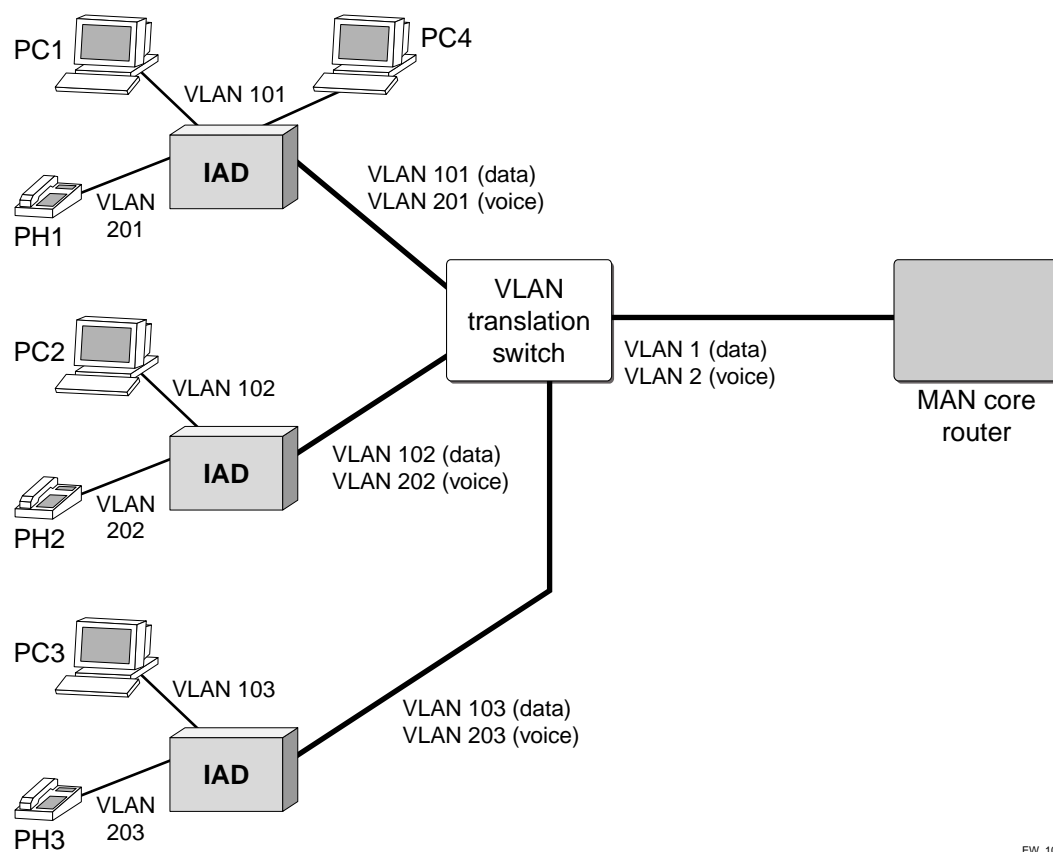 PC1
PC4
VLAN 101
IAD
VLAN 101 (data)
VLAN 201 (voice)
VLAN
201
PH1
VLAN
translation
switch
PC2
VLAN 102
VLAN 1 (data)
VLAN 2 (voice)
MAN core
router
IAD
VLAN 102 (data)
VLAN 202 (voice)
VLAN
202
PH2
PC3
VLAN 103
VLAN 103 (data)
VLAN 203 (voice)
IAD
VLAN
203
PH3